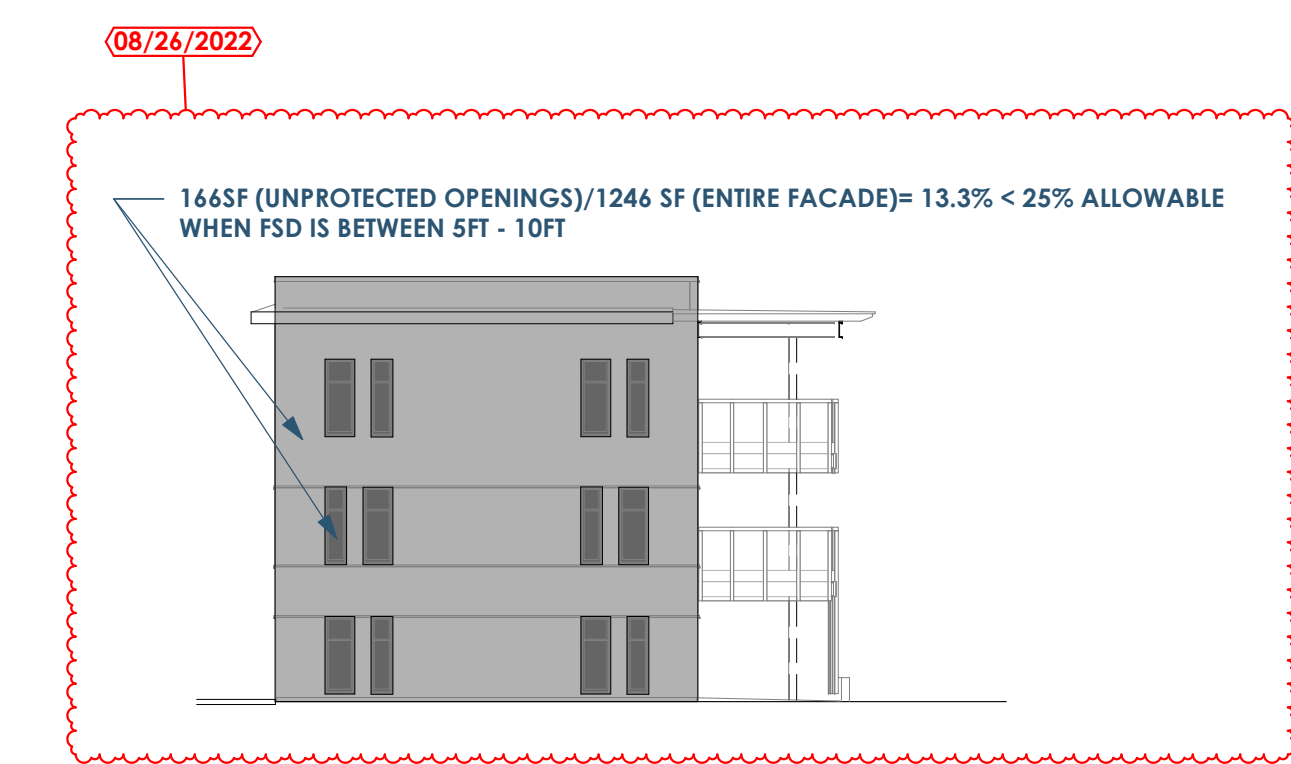 08/26/2022
166SF (UNPROTECTED OPENINGS)/1246 SF (ENTIRE FACADE)= 13.3% < 25% ALLOWABLE
WHEN FSD IS BETWEEN 5FT - 10FT